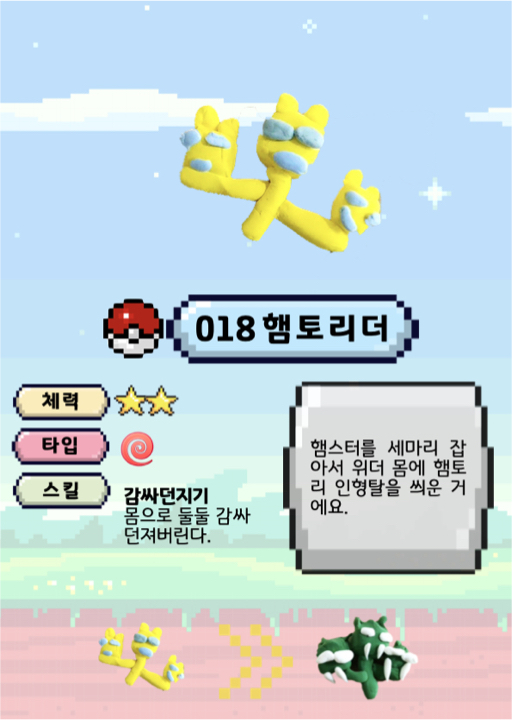 018 햄토리더
체력
타입
스킬
감싸던지기
몸으로 둘둘 감싸
던져버린다.
햄스터를 세마리 잡
아서 위더 몸에 햄토
리 인형탈을 씌운 거
에요.